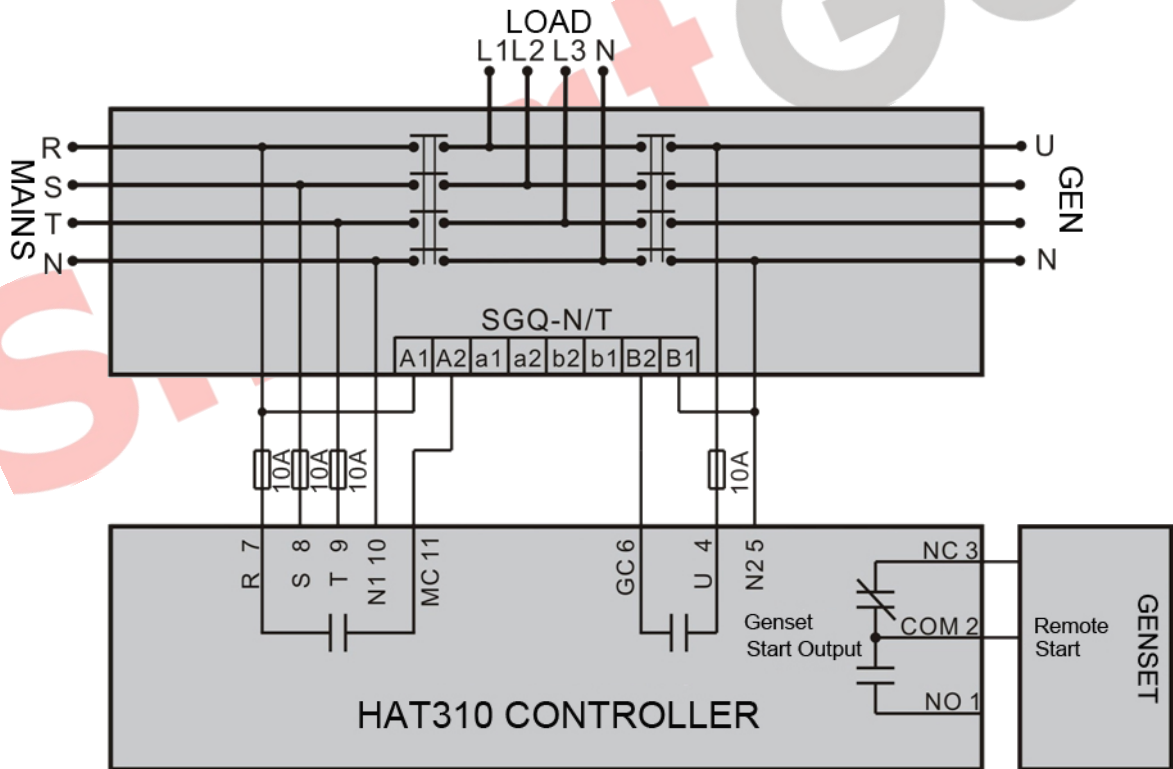 LOAD
L1 L2 L3 N
R
S
T
N
MAINS
U
N
GEN
SGQ-N/T
A1 A2 a1 a2 b2 b1 B2 B1
10A 10A 10A 10A
R 7
S 8
T 9
N1 10
MC 11
GC 6
U 4
N2 5
NC 3
COM 2
NO 1
Genset
Start Output
Remote
Start
GENSET
HAT310 CONTROLLER